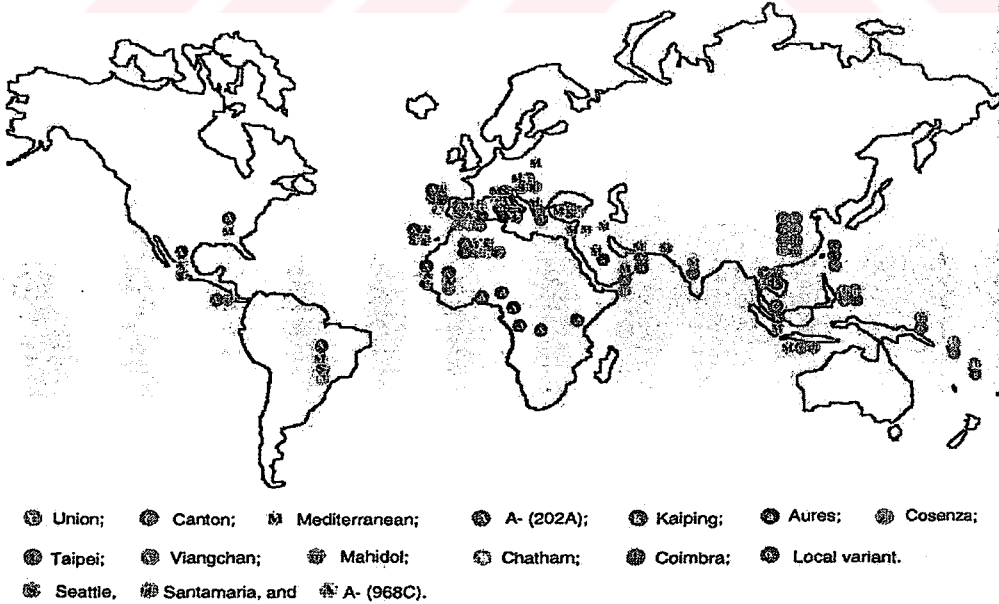 Union; Canton; Mediterranean; A- (202A); Kaiping; Aures; Cosenza;
Taipei; Viangchan; Mahidol; Chatham; Coimbra; Local variant.
Seattle, Santamaria, and A- (968C).